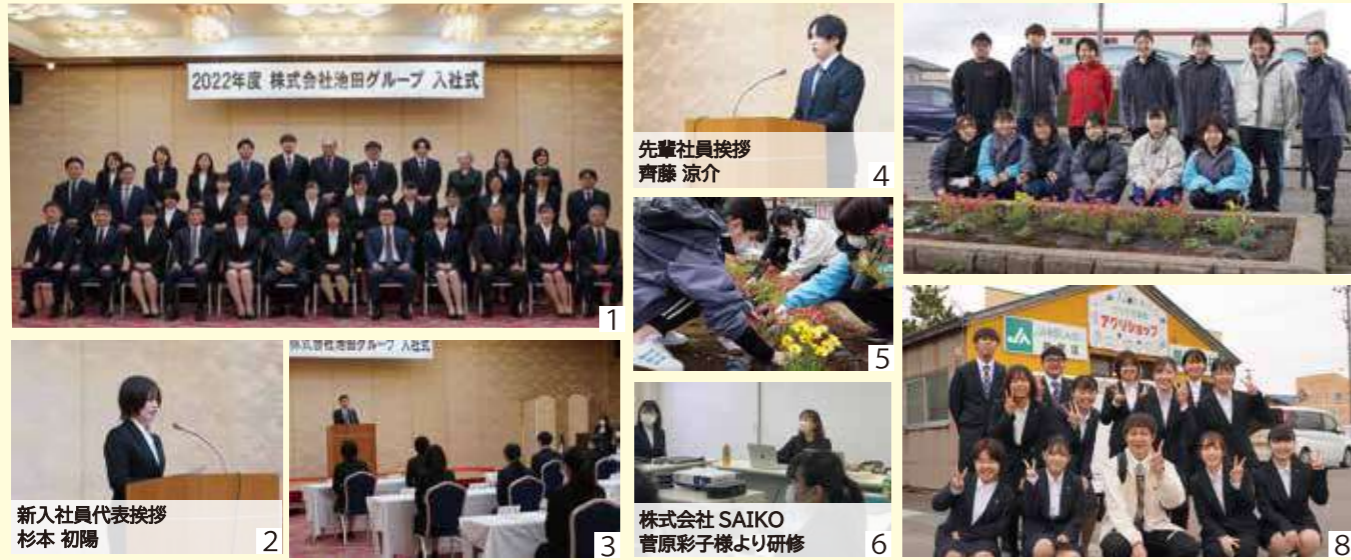 2022年度 株式会社池田グループ 入社式
1
新入社員代表挨拶
杉本 初陽
2
株式会社池田グループ 入社式
3
先輩社員挨拶
齊藤 涼介
4
5
株式会社 SAIKO
菅原彩子様より研修
6
アグリショップ
JA
8